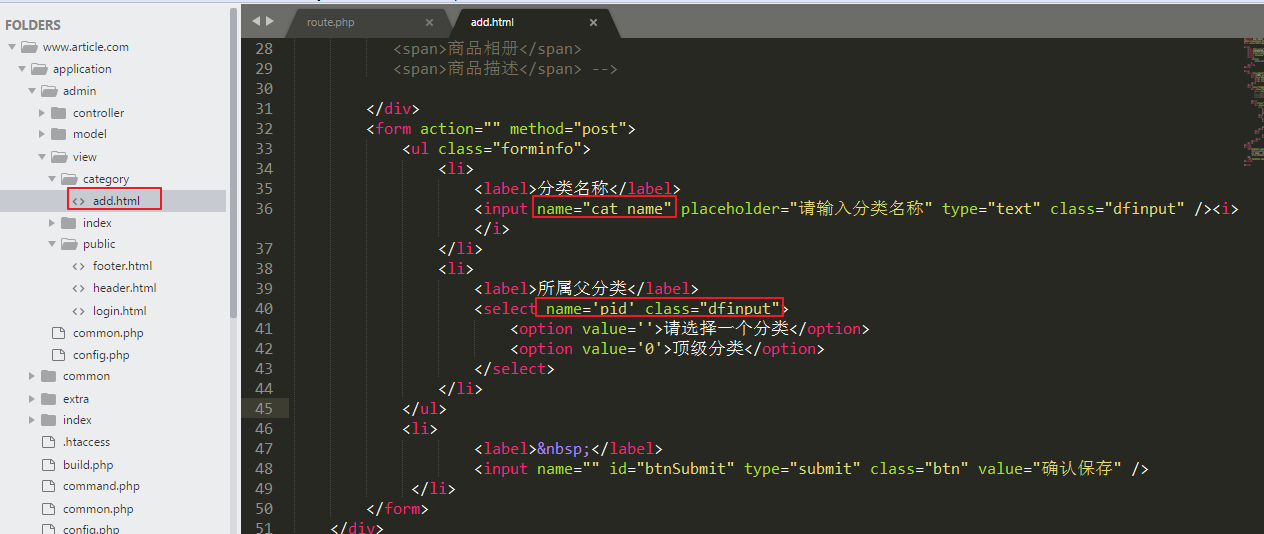 FOLDERS
www.article.com
application
admin
controller
model
view
category
add.html
index
public
footer.html
header.html
login.html
common.php
config.php
common
extra
index
.htaccess
build.php
command.php
common.php
config.php
route.php × add.html ×
28 <span>商品相册</span>
29 <span>商品描述</span> -->
30
31 </div>
32 <form action="" method="post">
33 <ul class="forminfo">
34 <li>
35 <label>分类名称</label>
36 <input name="cat_name" placeholder="请输入分类名称" type="text" class="dfinput" /><i>
</i>
37 </li>
38 <li>
39 <label>所属父分类</label>
40 <select name='pid' class="dfinput">
41 <option value=''>请选择一个分类</option>
42 <option value='0'>顶级分类</option>
43 </select>
44 </li>
45 </ul>
46 <li>
47 <label>&nbsp;</label>
48 <input name="" id="btnSubmit" type="submit" class="btn" value="确认保存" />
49 </li>
50 </form>
51 </div>